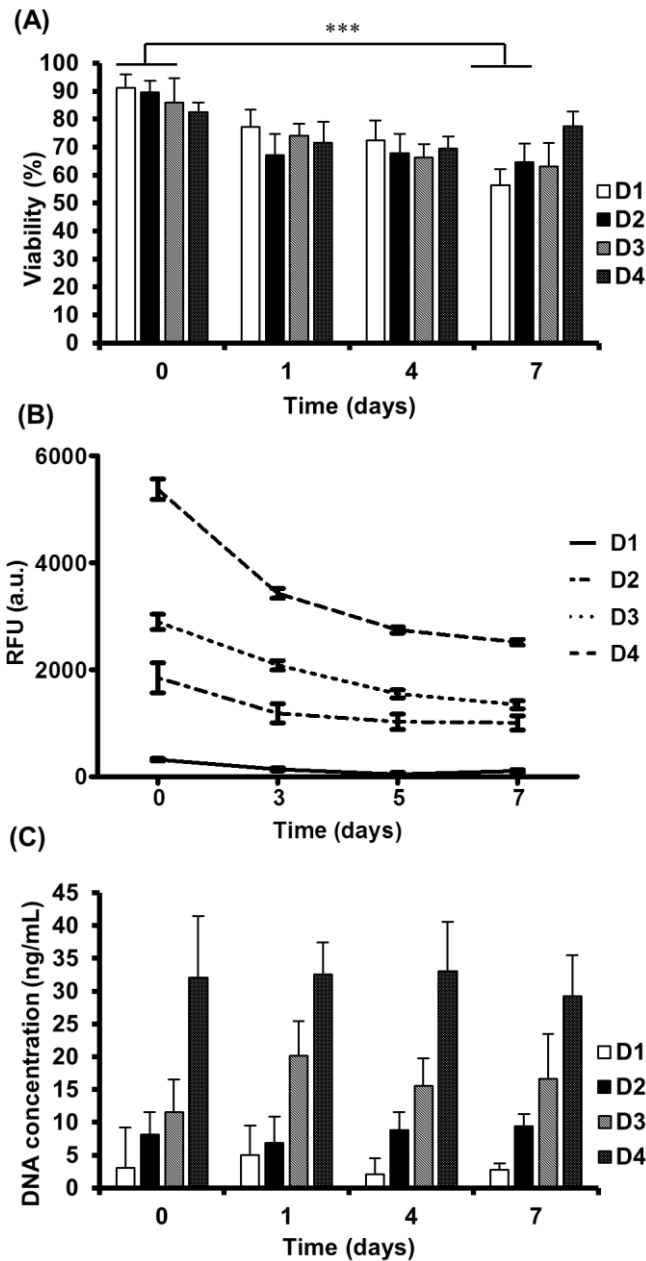 (A)
***
100
90
80
70
60
50
40
30
20
10
0
Viability (%)
0 1 4 7
Time (days)
D1
D2
D3
D4
(B)
6000
4000
2000
0
RFU (a.u.)
0 3 5 7
Time (days)
D1
D2
D3
D4
(C)
45
40
35
30
25
20
15
10
5
0
DNA concentration (ng/mL)
0 1 4 7
Time (days)
D1
D2
D3
D4